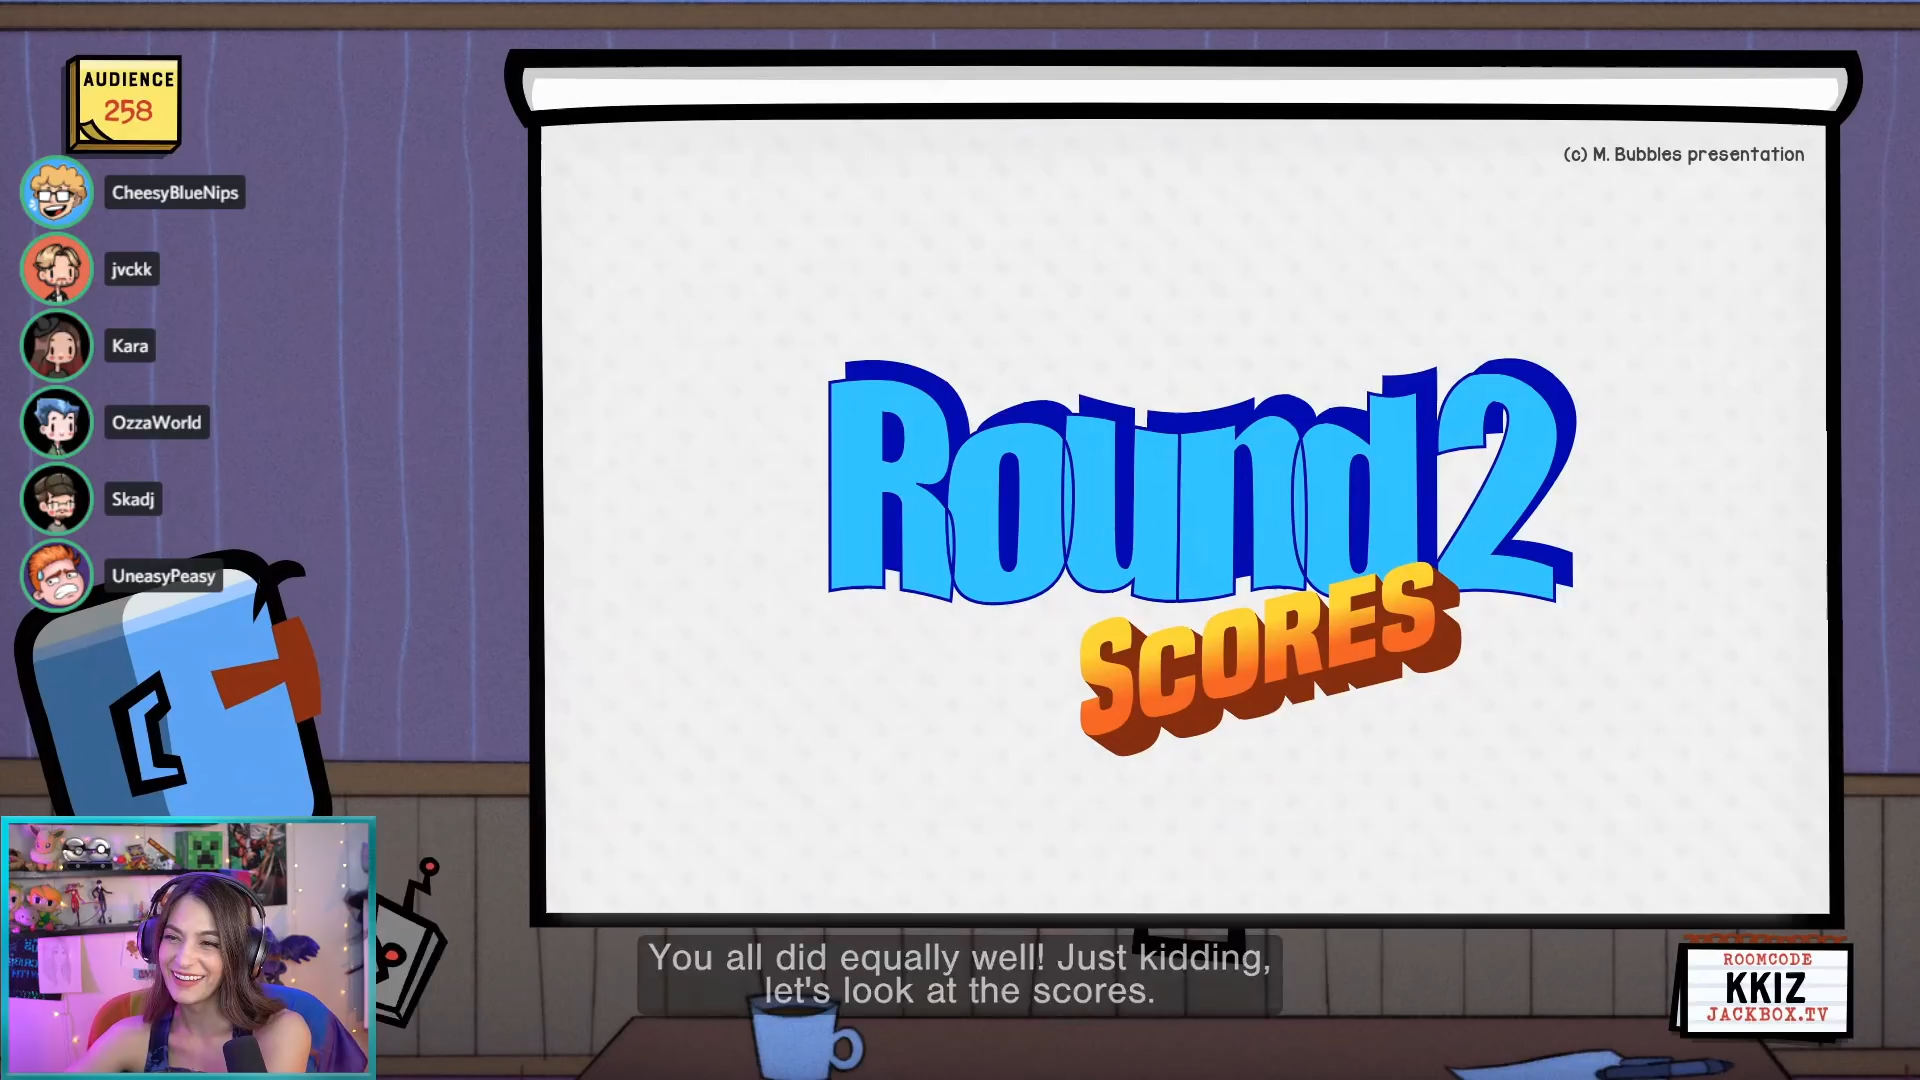 AUDIENCE
258
CheesyBlueNips
jvckk
Kara
OzzaWorld
Skadj
UneasyPeasy
(c) M. Bubbles presentation
Round 2
SCORES
You all did equally well! Just kidding,
let's look at the scores.
ROOMCODE
KKIZ
JACKBOX.TV